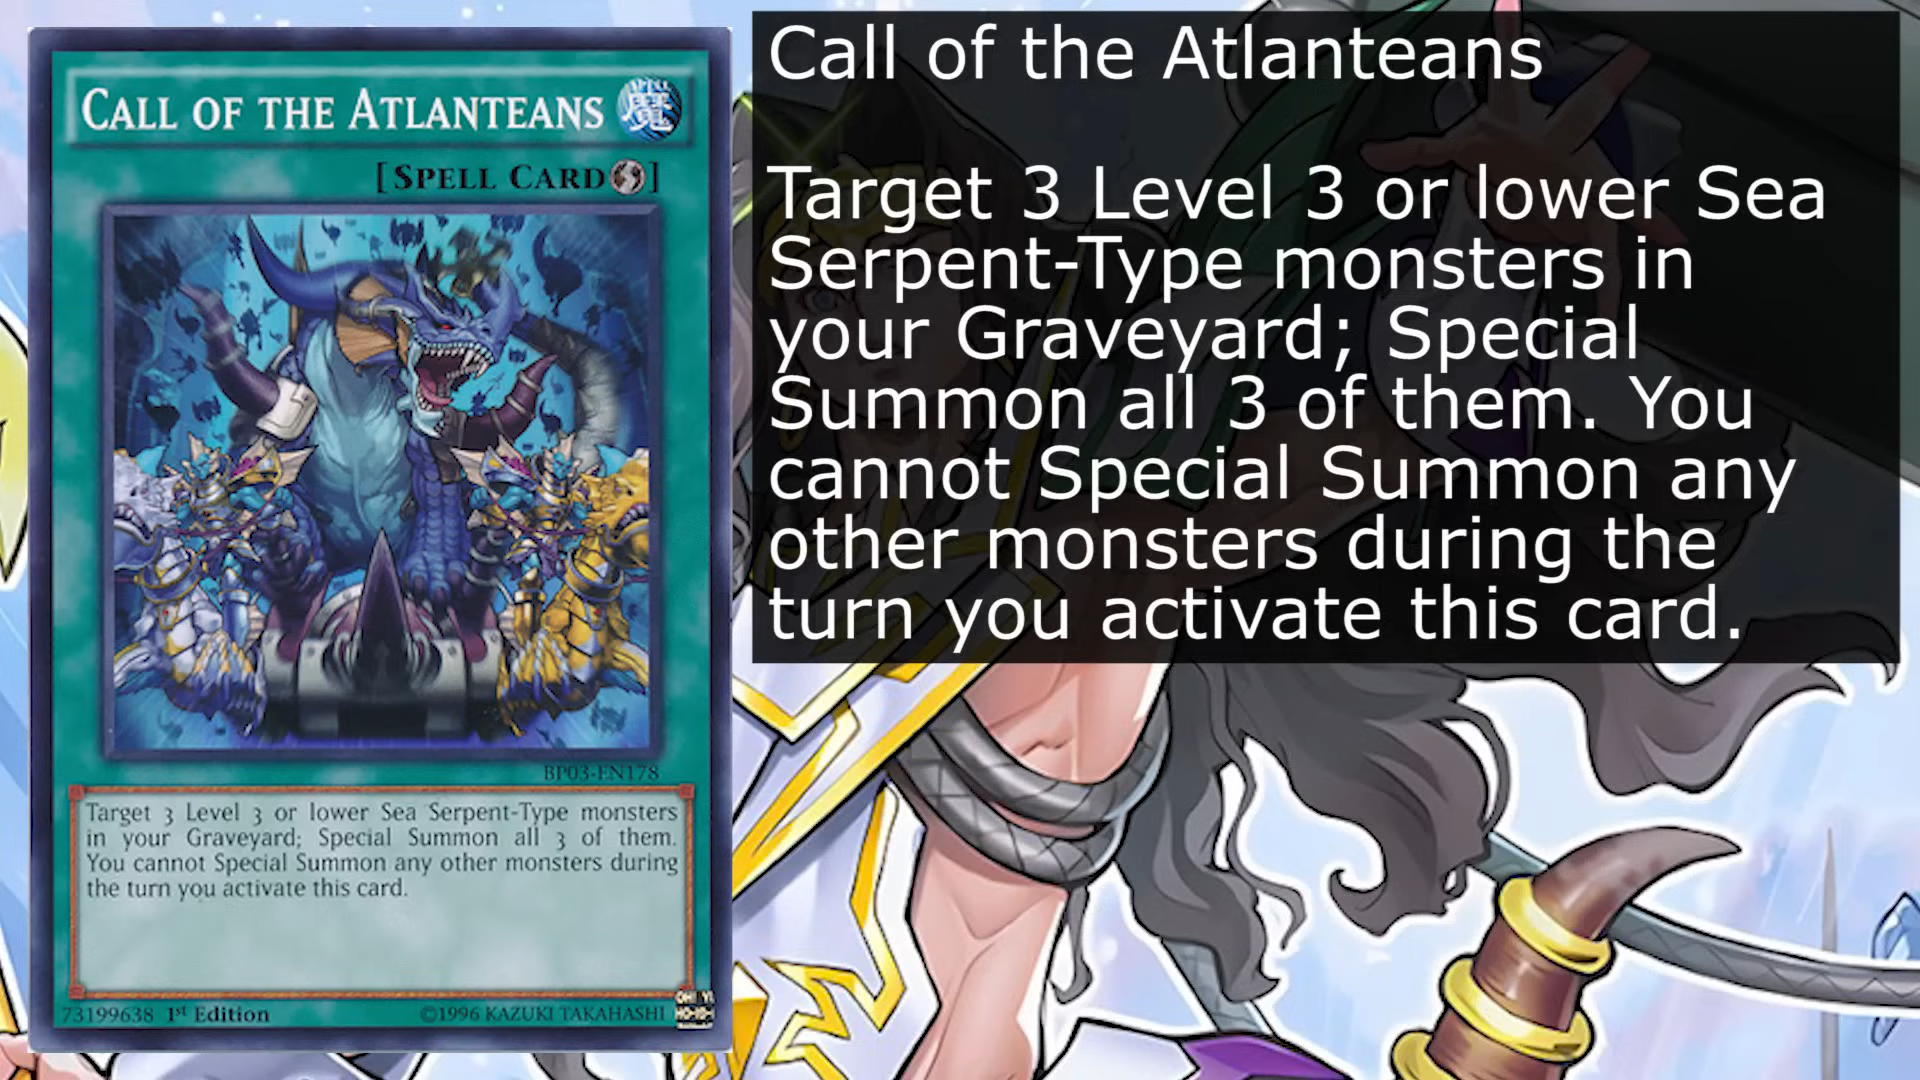 CALL OF THE ATLANTEANS
SPELL
魔
[SPELL CARD]
BP03-EN178
Target 3 Level 3 or lower Sea Serpent-Type monsters
in your Graveyard; Special Summon all 3 of them.
You cannot Special Summon any other monsters during
the turn you activate this card.
73199638 1st Edition
©1996 KAZUKI TAKAHASHI
Call of the Atlanteans
Target 3 Level 3 or lower Sea
Serpent-Type monsters in
your Graveyard; Special
Summon all 3 of them. You
cannot Special Summon any
other monsters during the
turn you activate this card.